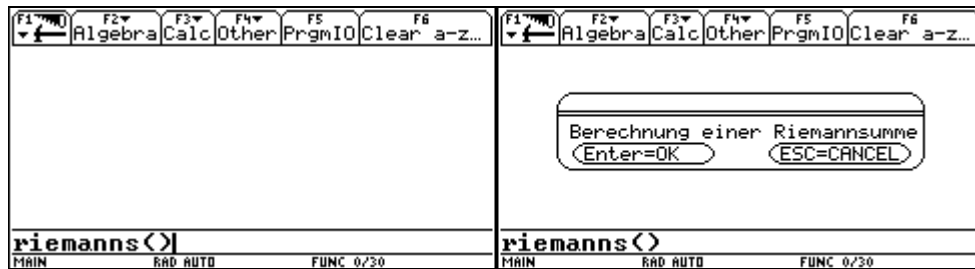 F1 F2 F3 F4 F5 F6
Algebra Calc Other PrgmIO Clear a-z…
riemanns()
MAIN RAD AUTO FUNC 0/30
F1 F2 F3 F4 F5 F6
Algebra Calc Other PrgmIO Clear a-z…
Berechnung einer Riemannsumme
Enter=OK ESC=CANCEL
riemanns()
MAIN RAD AUTO FUNC 0/30